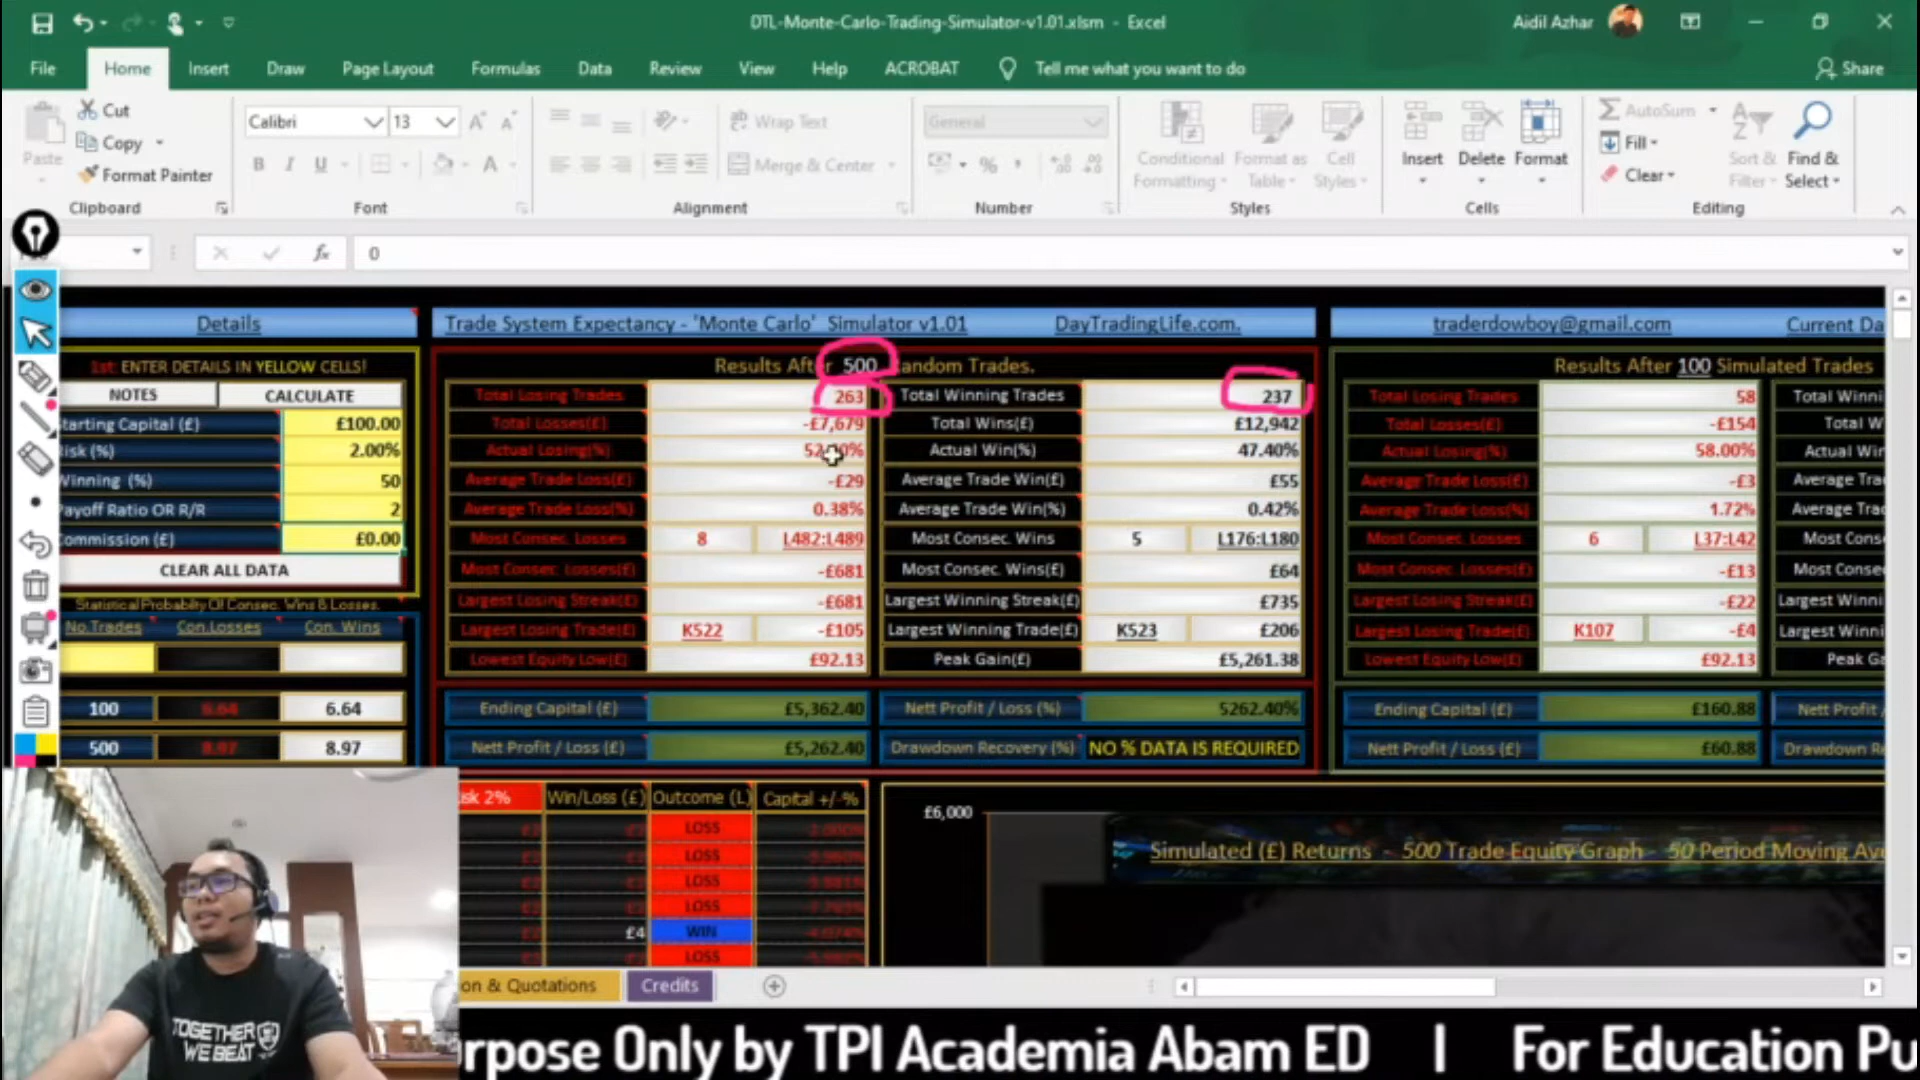 DTL-Monte-Carlo-Trading-Simulator-v1.01.xlsm - Excel
Aidil Azhar
File Home Insert Draw Page Layout Formulas Data Review View Help ACROBAT Tell me what you want to do Share
Paste
Cut
Copy
Format Painter
Calibri 13
B I U
A
Wrap Text
Merge & Center
General
%
Conditional Formatting
Format as Table
Cell Styles
Insert Delete Format
AutoSum
Fill
Clear
Sort & Filter
Find & Select
Clipboard Font Alignment Number Styles Cells Editing
fx 0
Details
Trade System Expectancy - 'Monte Carlo' Simulator v1.01 DayTradingLife.com.
traderdowboy@gmail.com Current Da
1st: ENTER DETAILS IN YELLOW CELLS!
NOTES CALCULATE
Starting Capital (£) £100.00
Risk (%) 2.00%
Winning (%) 50
Payoff Ratio OR R/R 2
Commission (£) £0.00
CLEAR ALL DATA
Statistical Probablity Of Consec. Wins & Losses.
No.Trades Con.Losses Con. Wins
100 6.64 6.64
500 8.97 8.97
Results After 500 Random Trades.
Total Losing Trades 263 Total Winning Trades 237
Total Losses(£) -£7,679 Total Wins(£) £12,942
Actual Losing(%) Actual Win(%) 47.40%
Average Trade Loss(£) -£29 Average Trade Win(£) £55
Average Trade Loss(%) 0.38% Average Trade Win(%) 0.42%
Most Consec. Losses 8 L482:L489 Most Consec. Wins 5 L176:L180
Most Consec. Losses(£) -£681 Most Consec. Wins(£) £64
Largest Losing Streak(£) -£681 Largest Winning Streak(£) £735
Largest Losing Trade(£) K522 -£105 Largest Winning Trade(£) K523 £206
Lowest Equity Low(£) £92.13 Peak Gain(£) £5,261.38
Ending Capital (£) £5,362.40 Nett Profit / Loss (%) 5262.40%
Nett Profit / Loss (£) £5,262.40 Drawdown Recovery (%) NO % DATA IS REQUIRED
Results After 100 Simulated Trades
Total Losing Trades 58 Total Winni
Total Losses(£) -£154 Total W
Actual Losing(%) 58.00% Actual Wi
Average Trade Loss(£) -£3 Average Tra
Average Trade Loss(%) 1.72% Average Tra
Most Consec. Losses 6 L37:L42 Most Cons
Most Consec. Losses(£) -£13 Most Conse
Largest Losing Streak(£) -£22 Largest Winni
Largest Losing Trade(£) K107 -£4 Largest Winni
Lowest Equity Low(£) £92.13 Peak Ga
Ending Capital (£) £160.88 Nett Profit
Nett Profit / Loss (£) £60.88 Drawdown Re
isk 2% Win/Loss (£) Outcome (L) Capital +/-%
LOSS
LOSS
LOSS
LOSS
£4 WIN
LOSS
£6,000
Simulated (£) Returns - 500 Trade Equity Graph - 50 Period Moving Ave
on & Quotations Credits
TOGETHER
WE BEAT
urpose Only by TPI Academia Abam ED | For Education Pu